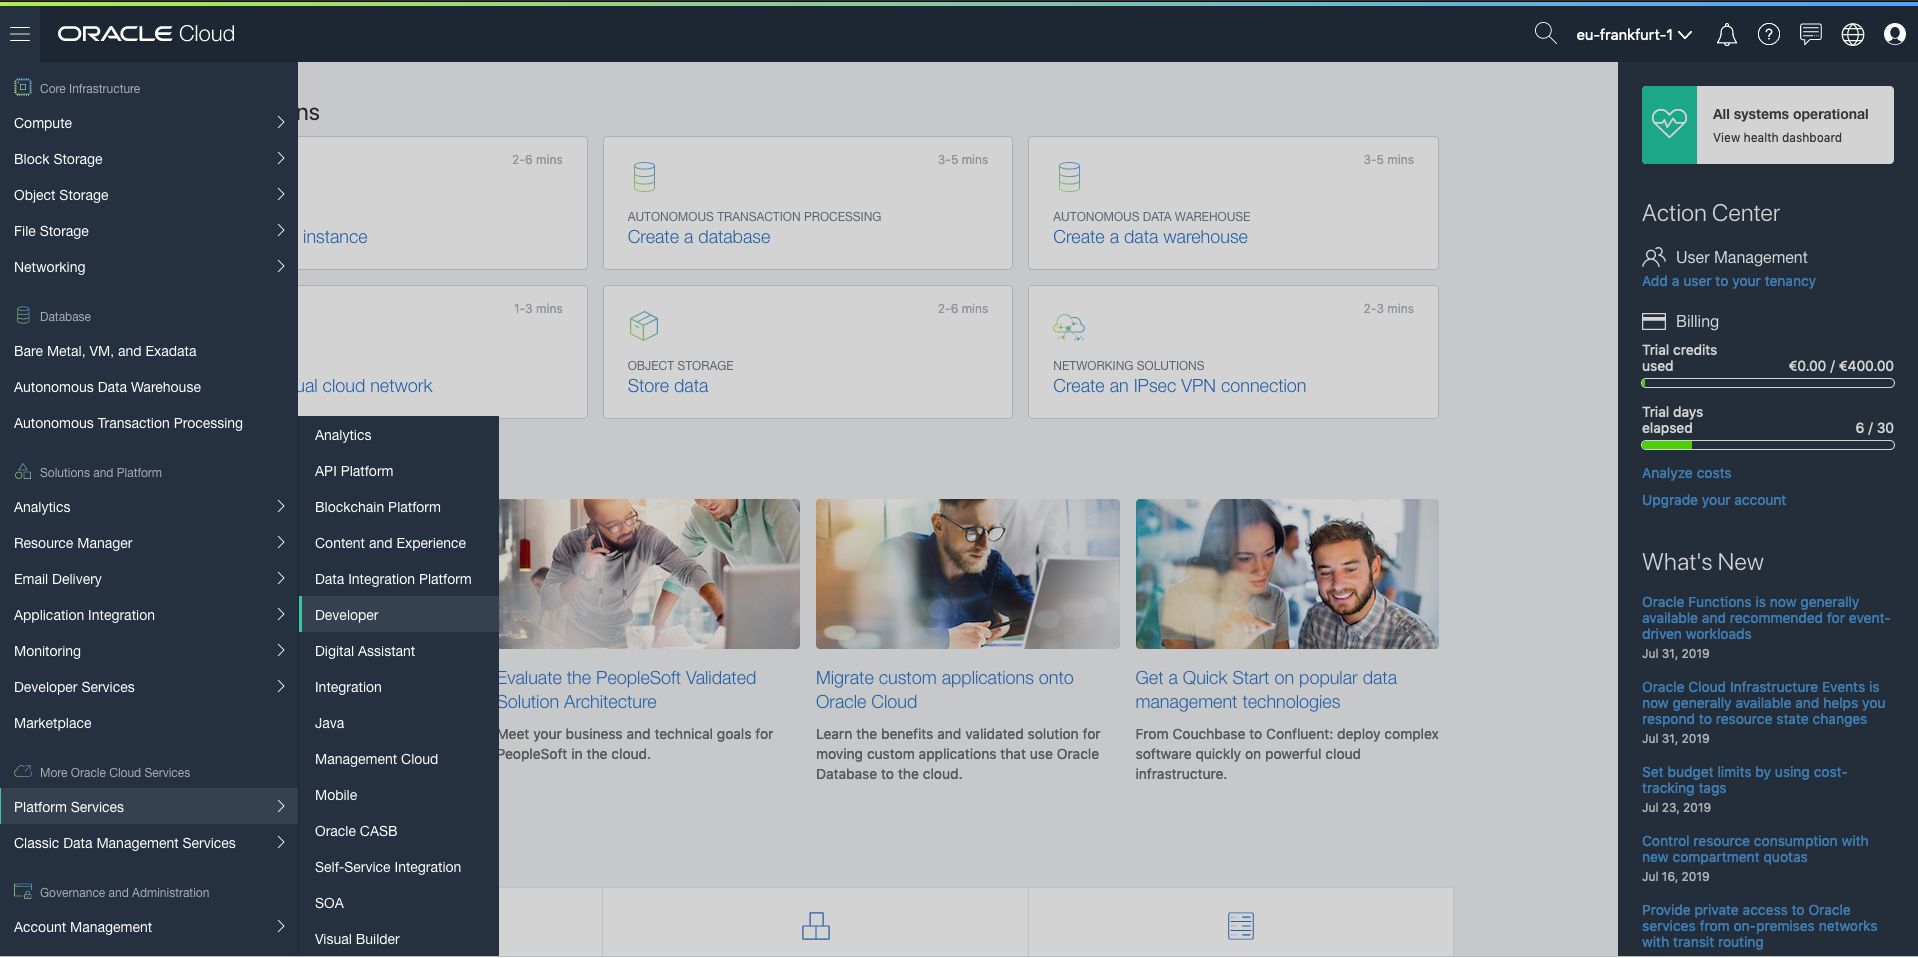 ORACLE Cloud
eu-frankfurt-1
Core Infrastructure
Compute
Block Storage
Object Storage
File Storage
Networking
Database
Bare Metal, VM, and Exadata
Autonomous Data Warehouse
Autonomous Transaction Processing
Solutions and Platform
Analytics
Resource Manager
Email Delivery
Application Integration
Monitoring
Developer Services
Marketplace
More Oracle Cloud Services
Platform Services
Classic Data Management Services
Governance and Administration
Account Management
Analytics
API Platform
Blockchain Platform
Content and Experience
Data Integration Platform
Developer
Digital Assistant
Integration
Java
Management Cloud
Mobile
Oracle CASB
Self-Service Integration
SOA
Visual Builder
ns
2-6 mins
instance
3-5 mins
AUTONOMOUS TRANSACTION PROCESSING
Create a database
3-5 mins
AUTONOMOUS DATA WAREHOUSE
Create a data warehouse
1-3 mins
ual cloud network
2-6 mins
OBJECT STORAGE
Store data
2-3 mins
NETWORKING SOLUTIONS
Create an IPsec VPN connection
Evaluate the PeopleSoft Validated
Solution Architecture
Meet your business and technical goals for
PeopleSoft in the cloud.
Migrate custom applications onto
Oracle Cloud
Learn the benefits and validated solution for
moving custom applications that use Oracle
Database to the cloud.
Get a Quick Start on popular data
management technologies
From Couchbase to Confluent: deploy complex
software quickly on powerful cloud
infrastructure.
All systems operational
View health dashboard
Action Center
User Management
Add a user to your tenancy
Billing
Trial credits
used €0.00 / €400.00
Trial days
elapsed 6 / 30
Analyze costs
Upgrade your account
What's New
Oracle Functions is now generally
available and recommended for event-
driven workloads
Jul 31, 2019
Oracle Cloud Infrastructure Events is
now generally available and helps you
respond to resource state changes
Jul 31, 2019
Set budget limits by using cost-
tracking tags
Jul 23, 2019
Control resource consumption with
new compartment quotas
Jul 16, 2019
Provide private access to Oracle
services from on-premises networks
with transit routing